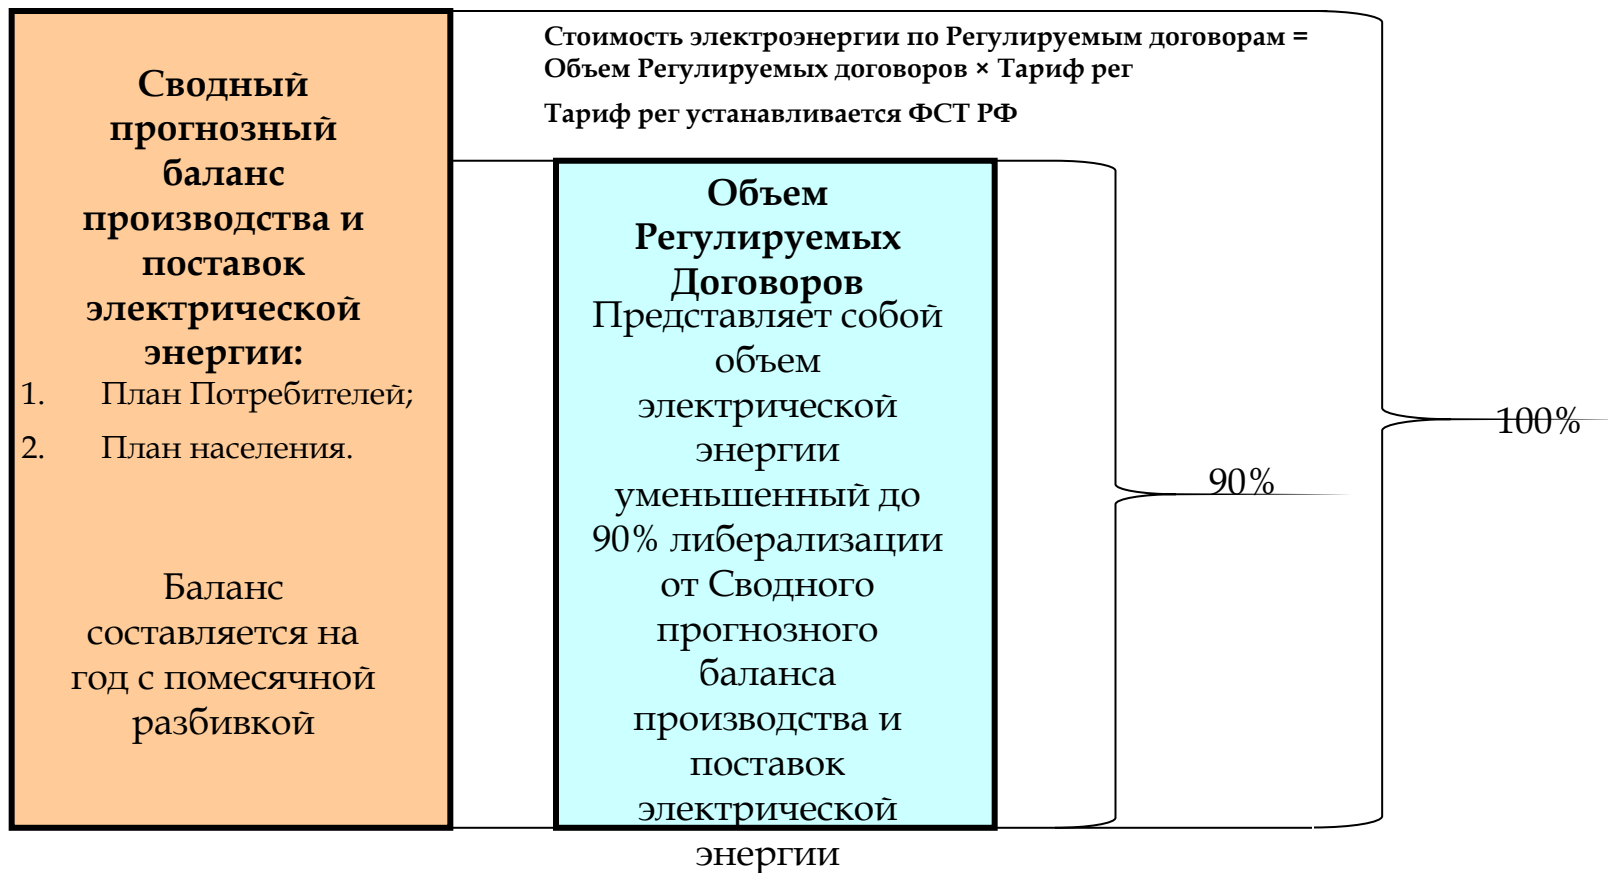 Сводный
прогнозный
баланс
производства и
поставок
электрической
энергии:
1. План Потребителей;
2. План населения.
Баланс
составляется на
год с помесячной
разбивкой
Стоимость электроэнергии по Регулируемым договорам =
Объем Регулируемых договоров × Тариф рег
Тариф рег устанавливается ФСТ РФ
Объем
Регулируемых
Договоров
Представляет собой
объем
электрической
энергии
уменьшенный до
90% либерализации
от Сводного
прогнозного
баланса
производства и
поставок
электрической
энергии
90%
100%